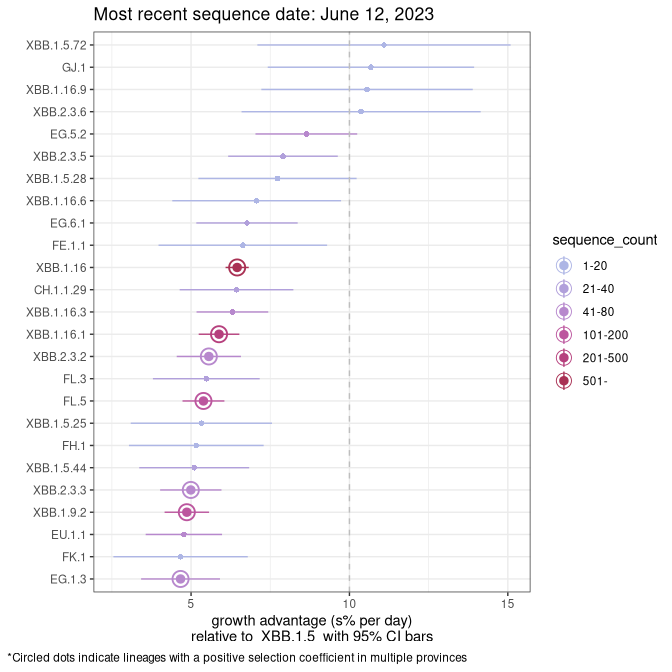 Most recent sequence date: June 12, 2023
XBB.1.5.72
GJ.1
XBB.1.16.9
XBB.2.3.6
EG.5.2
XBB.2.3.5
XBB.1.5.28
XBB.1.16.6
EG.6.1
FE.1.1
XBB.1.16
CH.1.1.29
XBB.1.16.3
XBB.1.16.1
XBB.2.3.2
FL.3
FL.5
XBB.1.5.25
FH.1
XBB.1.5.44
XBB.2.3.3
XBB.1.9.2
EU.1.1
FK.1
EG.1.3
5 10 15
growth advantage (s% per day)
relative to XBB.1.5 with 95% CI bars
sequence_count
1-20
21-40
41-80
101-200
201-500
501-
*Circled dots indicate lineages with a positive selection coefficient in multiple provinces